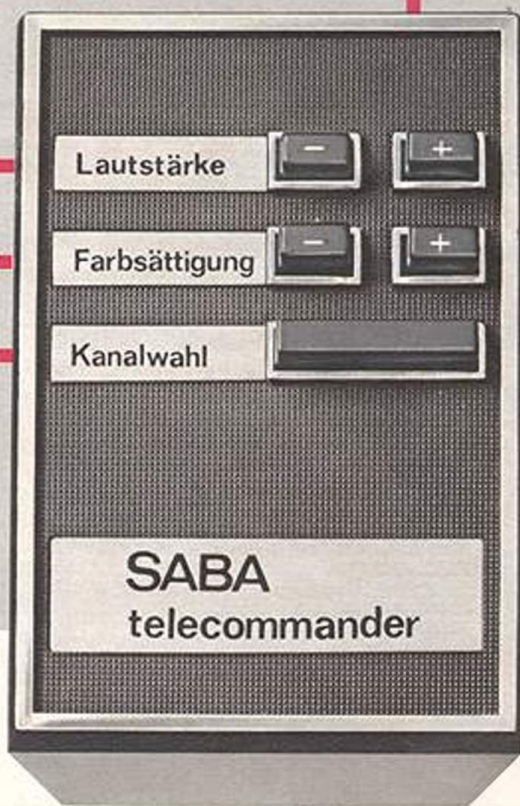 Lautstärke - +
Farbsättigung - +
Kanalwahl
SABA
telecommander